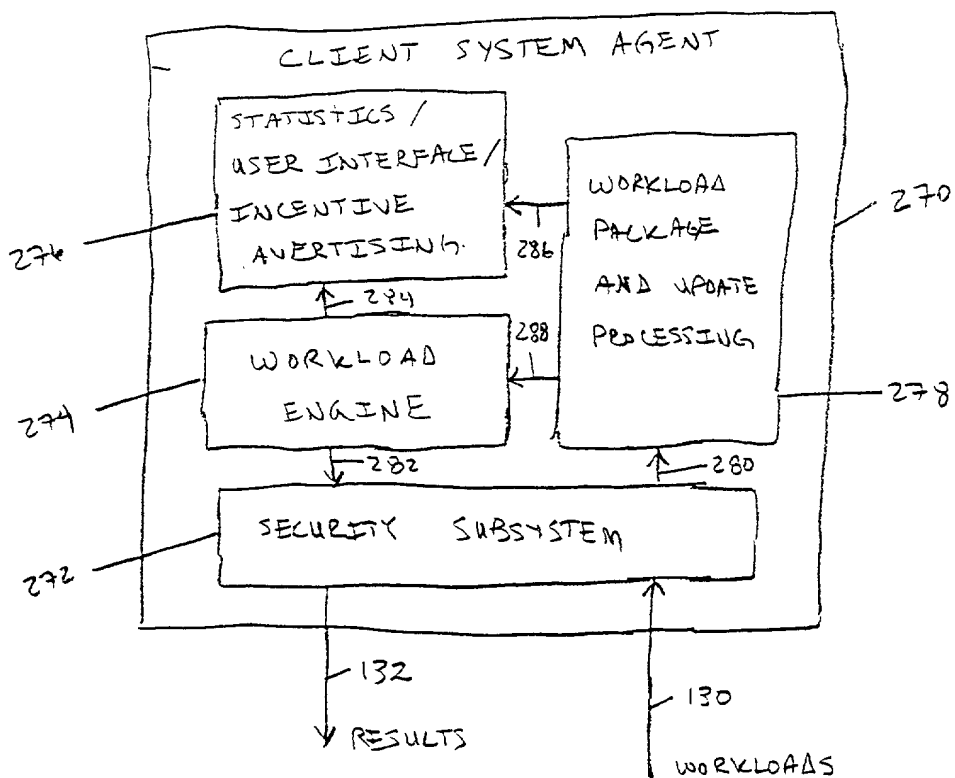 CLIENT SYSTEM AGENT
STATISTICS /
USER INTERFACE /
INCENTIVE
AVERTISING.
276
WORKLOAD
PACKAGE
AND UPDATE
PROCESSING
270
286
284
288
WORKLOAD
ENGINE
274
278
282
280
SECURITY SUBSYSTEM
272
132
130
RESULTS
WORKLOADS